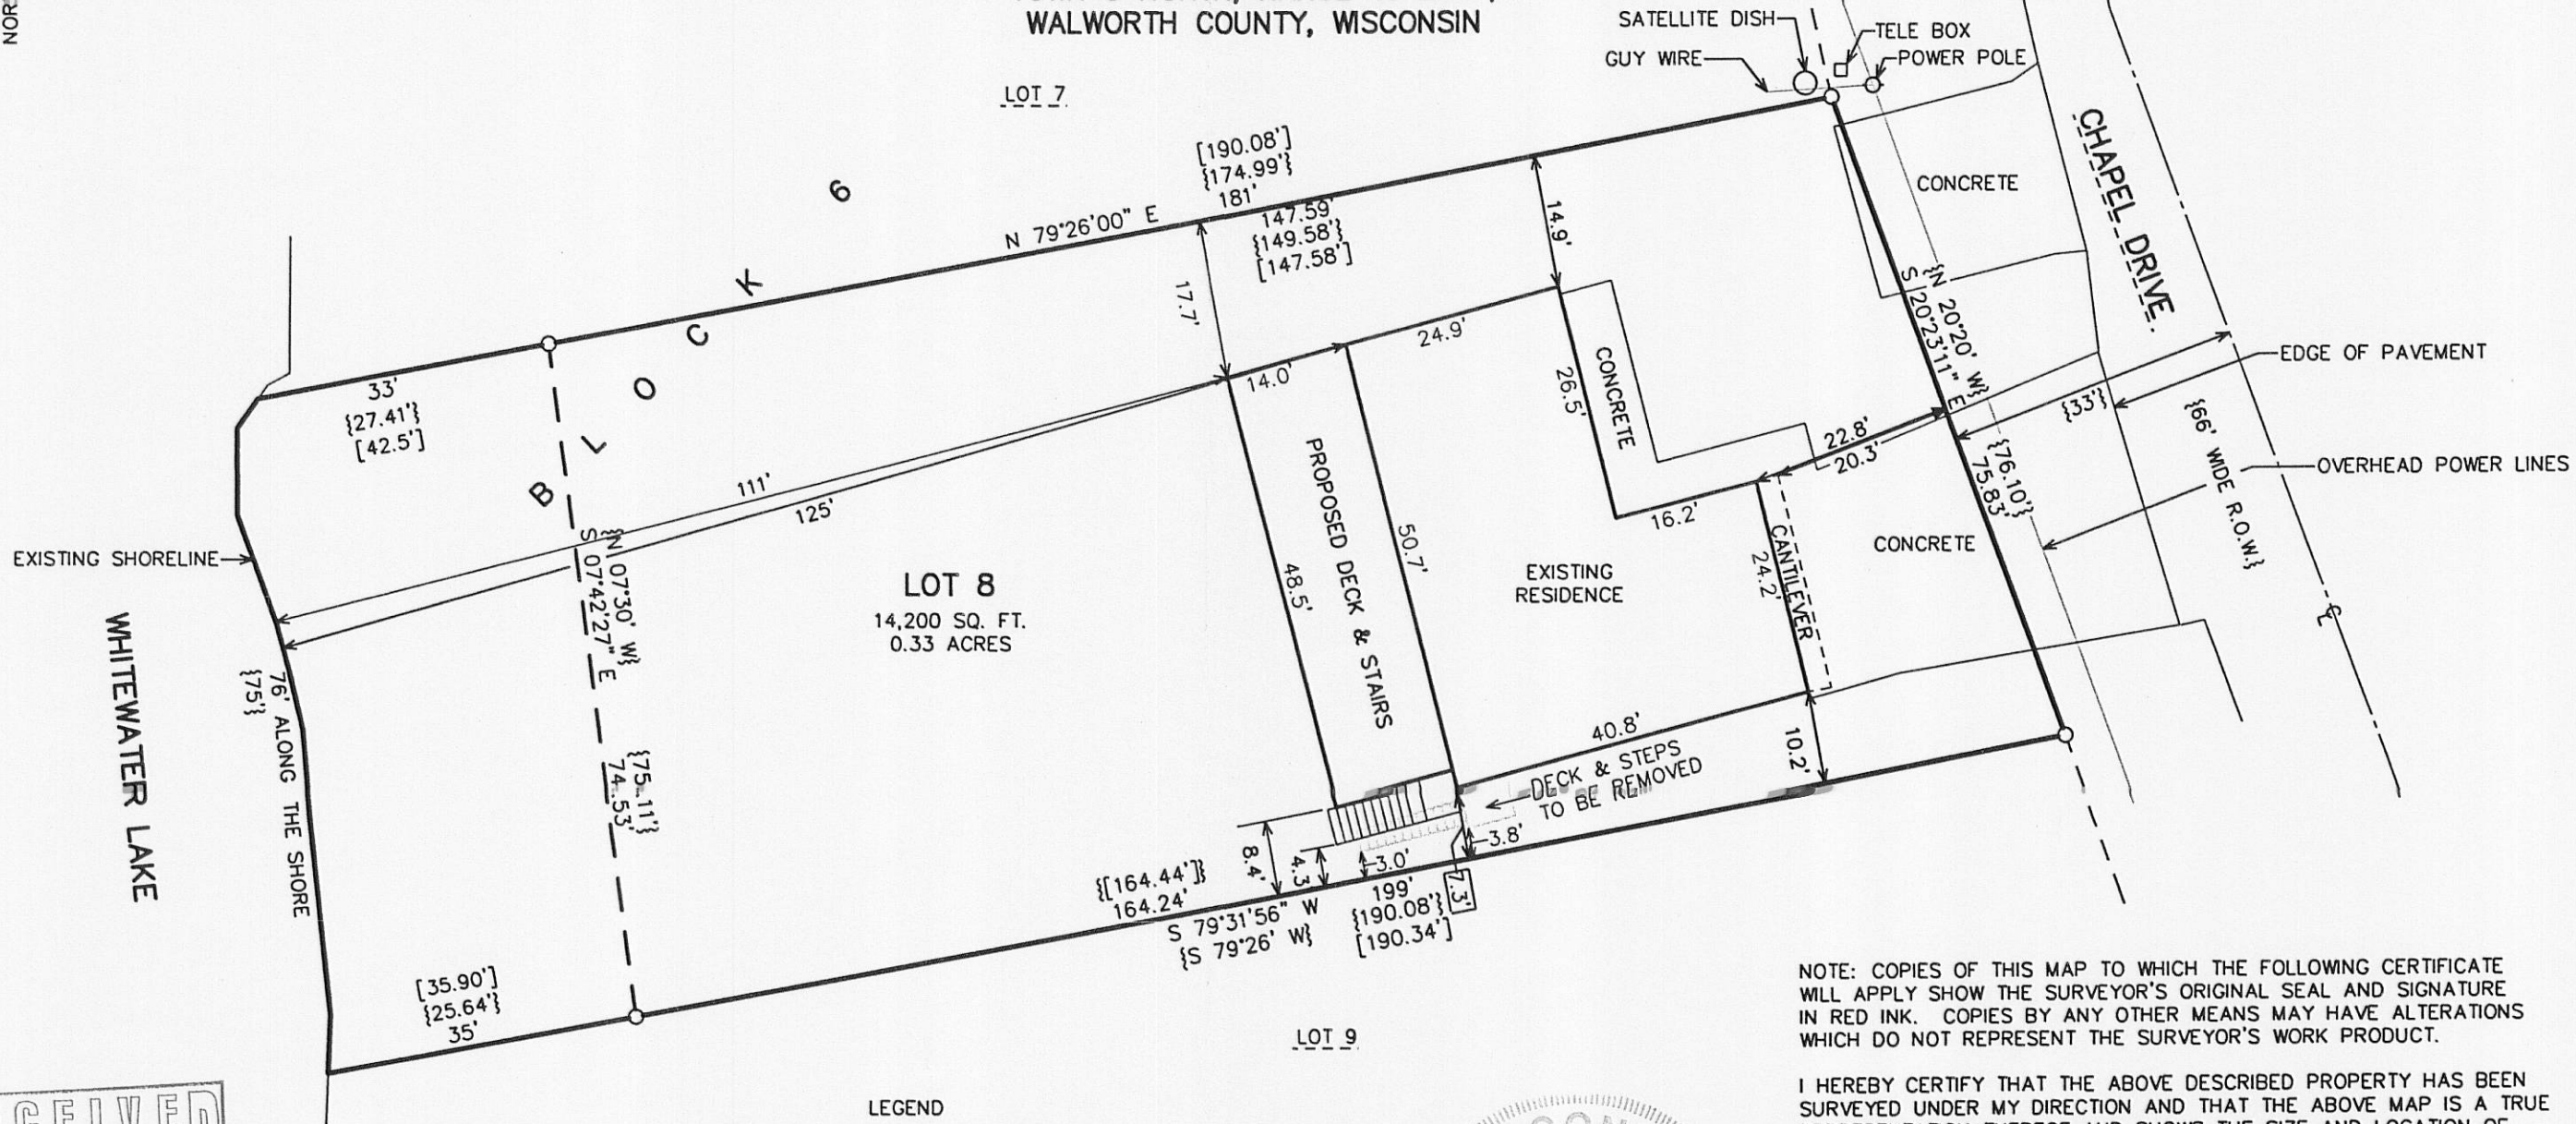 NOR
WALWORTH COUNTY, WISCONSIN
SATELLITE DISH
TELE BOX
GUY WIRE
POWER POLE
LOT 7
CHAPEL DRIVE
[190.08']
{174.99'}
181'
N 79°26'00" E
147.59'
{149.58'}
[147.58']
14.9'
CONCRETE
BLOCK 6
17.7'
{N 20°20' W}
S 20°23'11" E
33'
{27.41'}
[42.5']
14.0'
24.9'
CONCRETE
26.5'
22.8'
20.3'
{33'}
EDGE OF PAVEMENT
{66' WIDE R.O.W.}
OVERHEAD POWER LINES
{76.10'}
75.83'
111'
125'
PROPOSED DECK & STAIRS
48.5'
50.7'
16.2'
CANTILEVER
24.2'
CONCRETE
EXISTING
RESIDENCE
EXISTING SHORELINE
{N 07°30' W}
S 07°42'27" E
LOT 8
14,200 SQ. FT.
0.33 ACRES
WHITEWATER LAKE
76' ALONG THE SHORE
{75'}
{75.11'}
74.53'
40.8'
10.2'
DECK & STEPS
TO BE REMOVED
8.4'
4.3'
3.0'
3.8'
7.3'
{[164.44']}
164.24'
S 79°31'56" W
{S 79°26' W}
199'
{190.08'}
[190.34']
[35.90']
{25.64'}
35'
LOT 9
LEGEND
NOTE: COPIES OF THIS MAP TO WHICH THE FOLLOWING CERTIFICATE
WILL APPLY SHOW THE SURVEYOR'S ORIGINAL SEAL AND SIGNATURE
IN RED INK. COPIES BY ANY OTHER MEANS MAY HAVE ALTERATIONS
WHICH DO NOT REPRESENT THE SURVEYOR'S WORK PRODUCT.
I HEREBY CERTIFY THAT THE ABOVE DESCRIBED PROPERTY HAS BEEN
SURVEYED UNDER MY DIRECTION AND THAT THE ABOVE MAP IS A TRUE